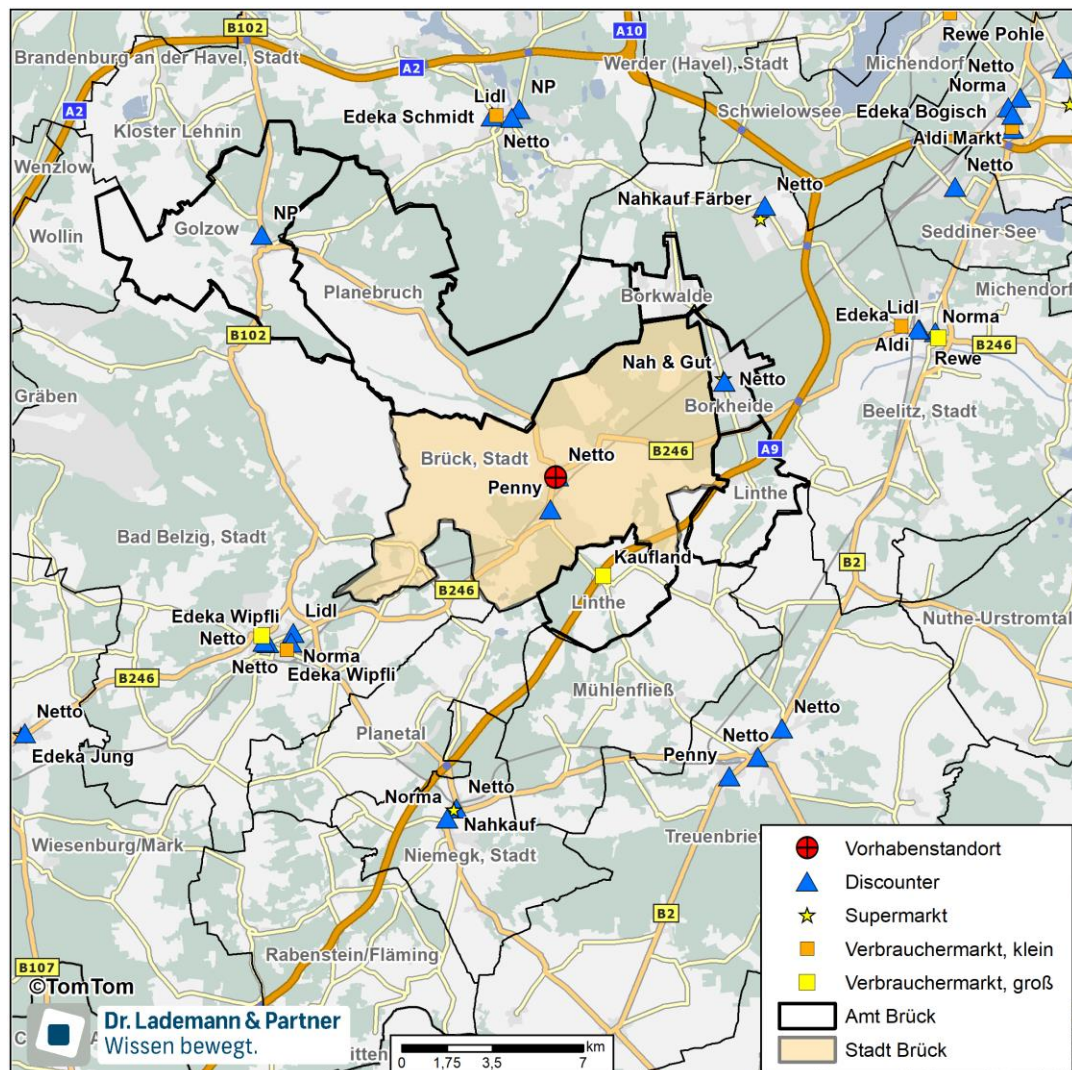 B102
A10
Rewe Pohle
Brandenburg an der Havel, Stadt
A2
Werder (Havel), Stadt
Michendorf
Netto
Norma
A2
Lidl
NP
Schwielowsee
Edeka Bogisch
Kloster Lehnin
Edeka Schmidt
Netto
Aldi Markt
Wenzlow
Netto
Netto
Nahkauf Färber
NP
Golzow
Wollin
Seddiner See
Planebruch
Borkwalde
Michendorf
Edeka
Lidl
Norma
B102
Aldi
Rewe
B246
Nah & Gut
Netto
Gräben
Borkheide
Beelitz, Stadt
Brück, Stadt
Netto
B246
A9
Penny
Linthe
Bad Belzig, Stadt
Kaufland
B2
B246
Linthe
Edeka Wipfli
Lidl
Nuthe-Urstromtal
Netto
Norma
Netto
Edeka Wipfli
B246
Mühlenfließ
Netto
Planetal
Netto
Netto
Edeka Jung
Penny
Norma
Netto
Nahkauf
Wiesenburg/Mark
Niemegk, Stadt
Treuenbrie
Vorhabenstandort
Discounter
B2
Supermarkt
Rabenstein/Fläming
Verbrauchermarkt, klein
B107
Verbrauchermarkt, groß
©TomTom
Amt Brück
Dr. Lademann & Partner
Wissen bewegt.
km
Stadt Brück
0 1,75 3,5 7